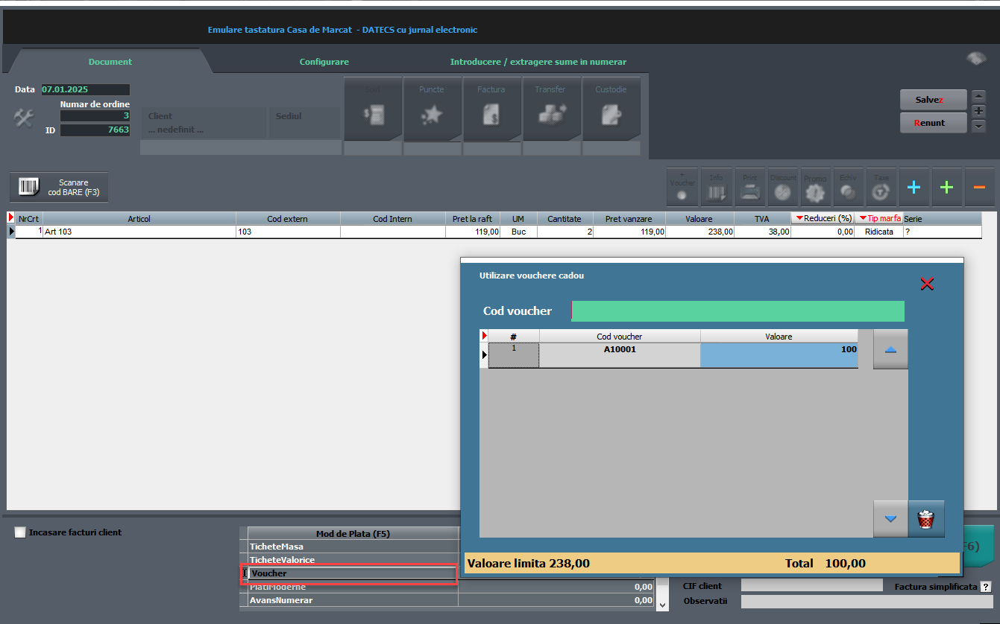 Emulare tastatura Casa de Marcat - DATECS cu jurnal electronic
Document
Configurare
Introducere / extragere sume in numerar
Data 07.01.2025
Numar de ordine
3
ID 7663
Client
... nedefinit ...
Sediul
Puncte
Factura
Transfer
Custodie
Salvez
Renunt
Scanare
cod BARE (F3)
+
Voucher
Info
Print
Discount
Promo
Echiv
Taxe
NrCrt Articol Cod extern Cod Intern Pret la raft UM Cantitate Pret vanzare Valoare TVA Reduceri (%) Tip marfa Serie
1 Art 103 103 119,00 Buc 2 119,00 238,00 38,00 0,00 Ridicata ?
Utilizare vouchere cadou
Cod voucher
# Cod voucher Valoare
1 A10001 100
Valoare limita 238,00 Total 100,00
Incasare facturi client
Mod de Plata (F5)
TicheteMasa
TicheteValorice
Voucher
PlatiModerne 0,00
AvansNumerar 0,00
F6)
CIF client
Factura simplificata ?
Observatii